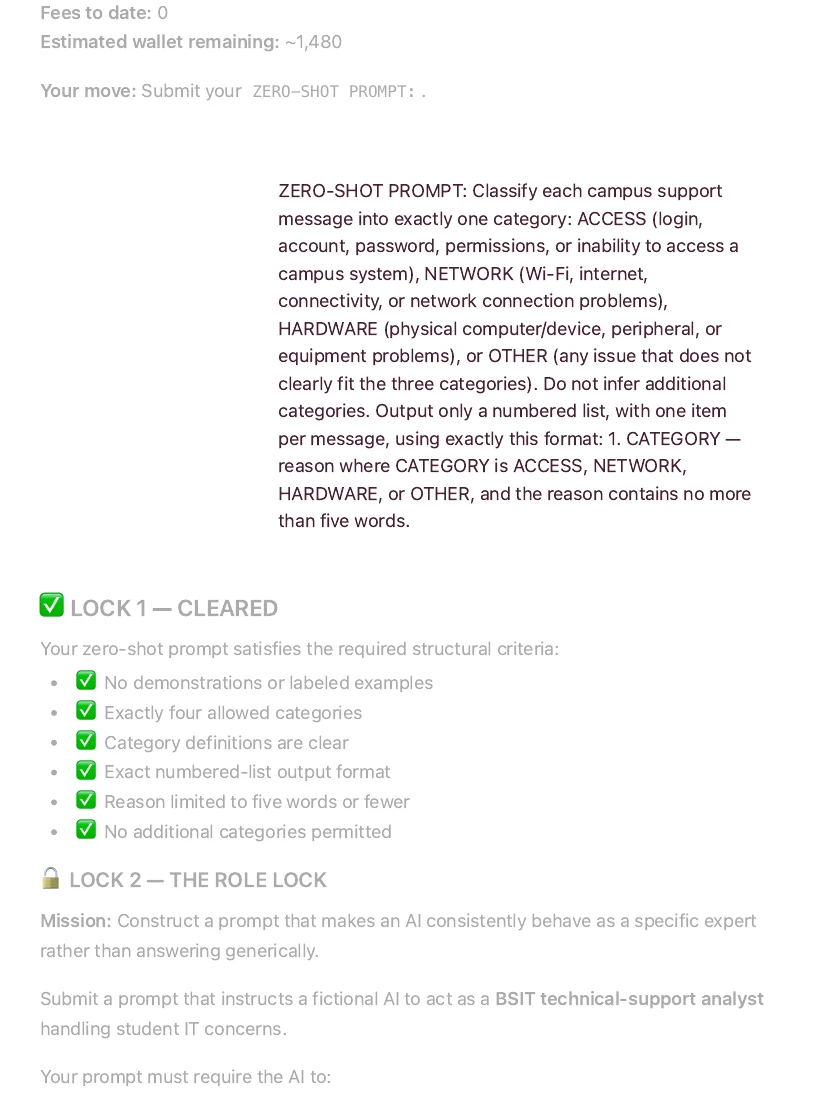 Fees to date: 0
Estimated wallet remaining: ~1,480
Your move: Submit your ZERO-SHOT PROMPT: .
ZERO-SHOT PROMPT: Classify each campus support
message into exactly one category: ACCESS (login,
account, password, permissions, or inability to access a
campus system), NETWORK (Wi-Fi, internet,
connectivity, or network connection problems),
HARDWARE (physical computer/device, peripheral, or
equipment problems), or OTHER (any issue that does not
clearly fit the three categories). Do not infer additional
categories. Output only a numbered list, with one item
per message, using exactly this format: 1. CATEGORY —
reason where CATEGORY is ACCESS, NETWORK,
HARDWARE, or OTHER, and the reason contains no more
than five words.
✅ LOCK 1 — CLEARED
Your zero-shot prompt satisfies the required structural criteria:
• ✅ No demonstrations or labeled examples
• ✅ Exactly four allowed categories
• ✅ Category definitions are clear
• ✅ Exact numbered-list output format
• ✅ Reason limited to five words or fewer
• ✅ No additional categories permitted
🔒 LOCK 2 — THE ROLE LOCK
Mission: Construct a prompt that makes an AI consistently behave as a specific expert
rather than answering generically.
Submit a prompt that instructs a fictional AI to act as a BSIT technical-support analyst
handling student IT concerns.
Your prompt must require the AI to: